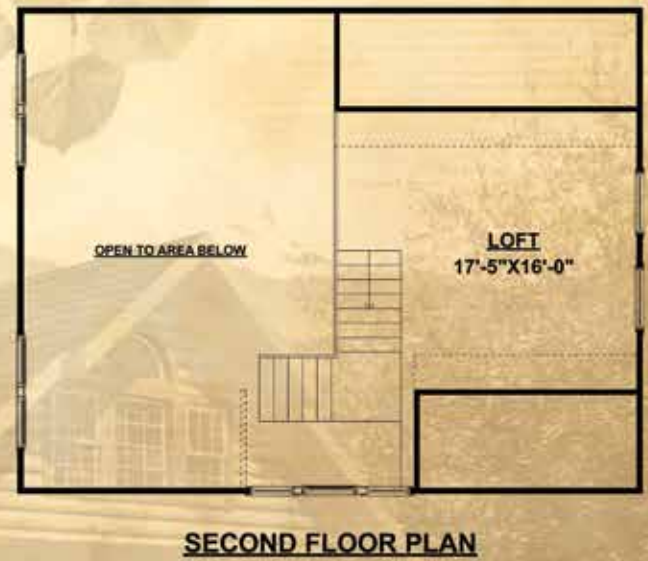 OPEN TO AREA BELOW
LOFT
17'-5"X16'-0"
SECOND FLOOR PLAN